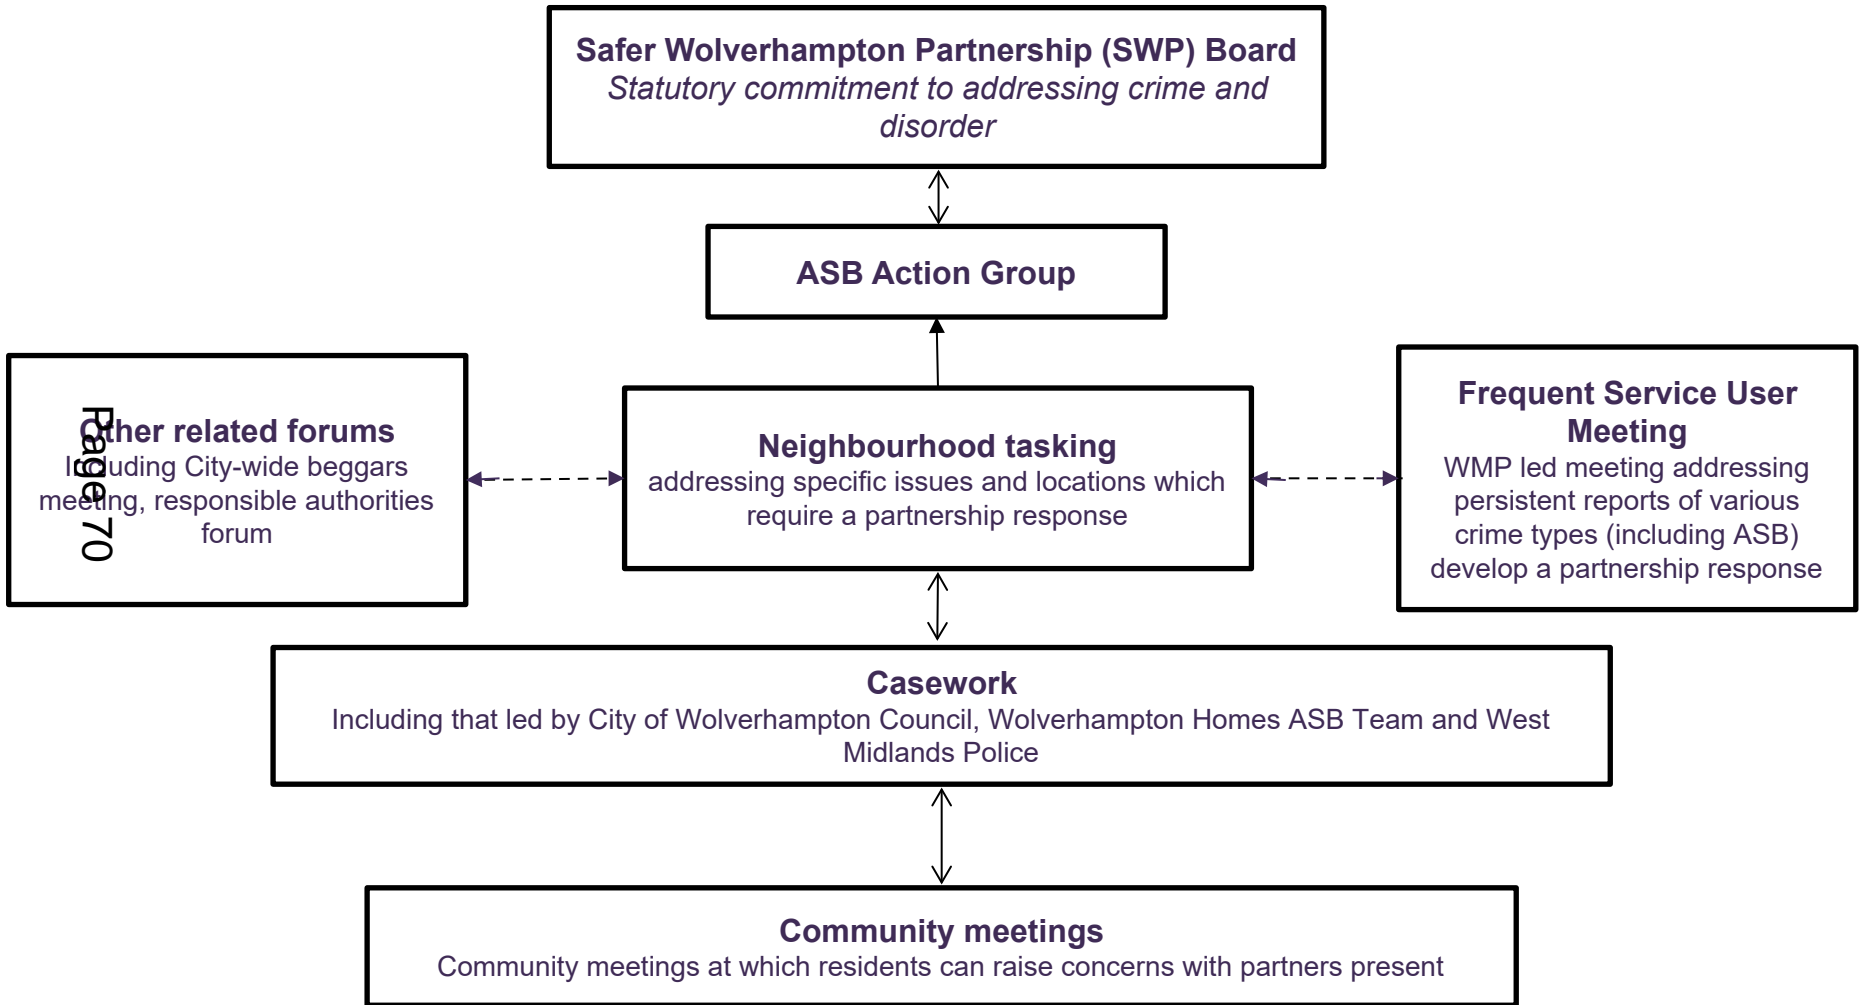 Safer Wolverhampton Partnership (SWP) Board
Statutory commitment to addressing crime and
disorder
ASB Action Group
Other related forums
Including City-wide beggars
meeting, responsible authorities
forum
Page 70
Neighbourhood tasking
addressing specific issues and locations which
require a partnership response
Frequent Service User
Meeting
WMP led meeting addressing
persistent reports of various
crime types (including ASB)
develop a partnership response
Casework
Including that led by City of Wolverhampton Council, Wolverhampton Homes ASB Team and West
Midlands Police
Community meetings
Community meetings at which residents can raise concerns with partners present